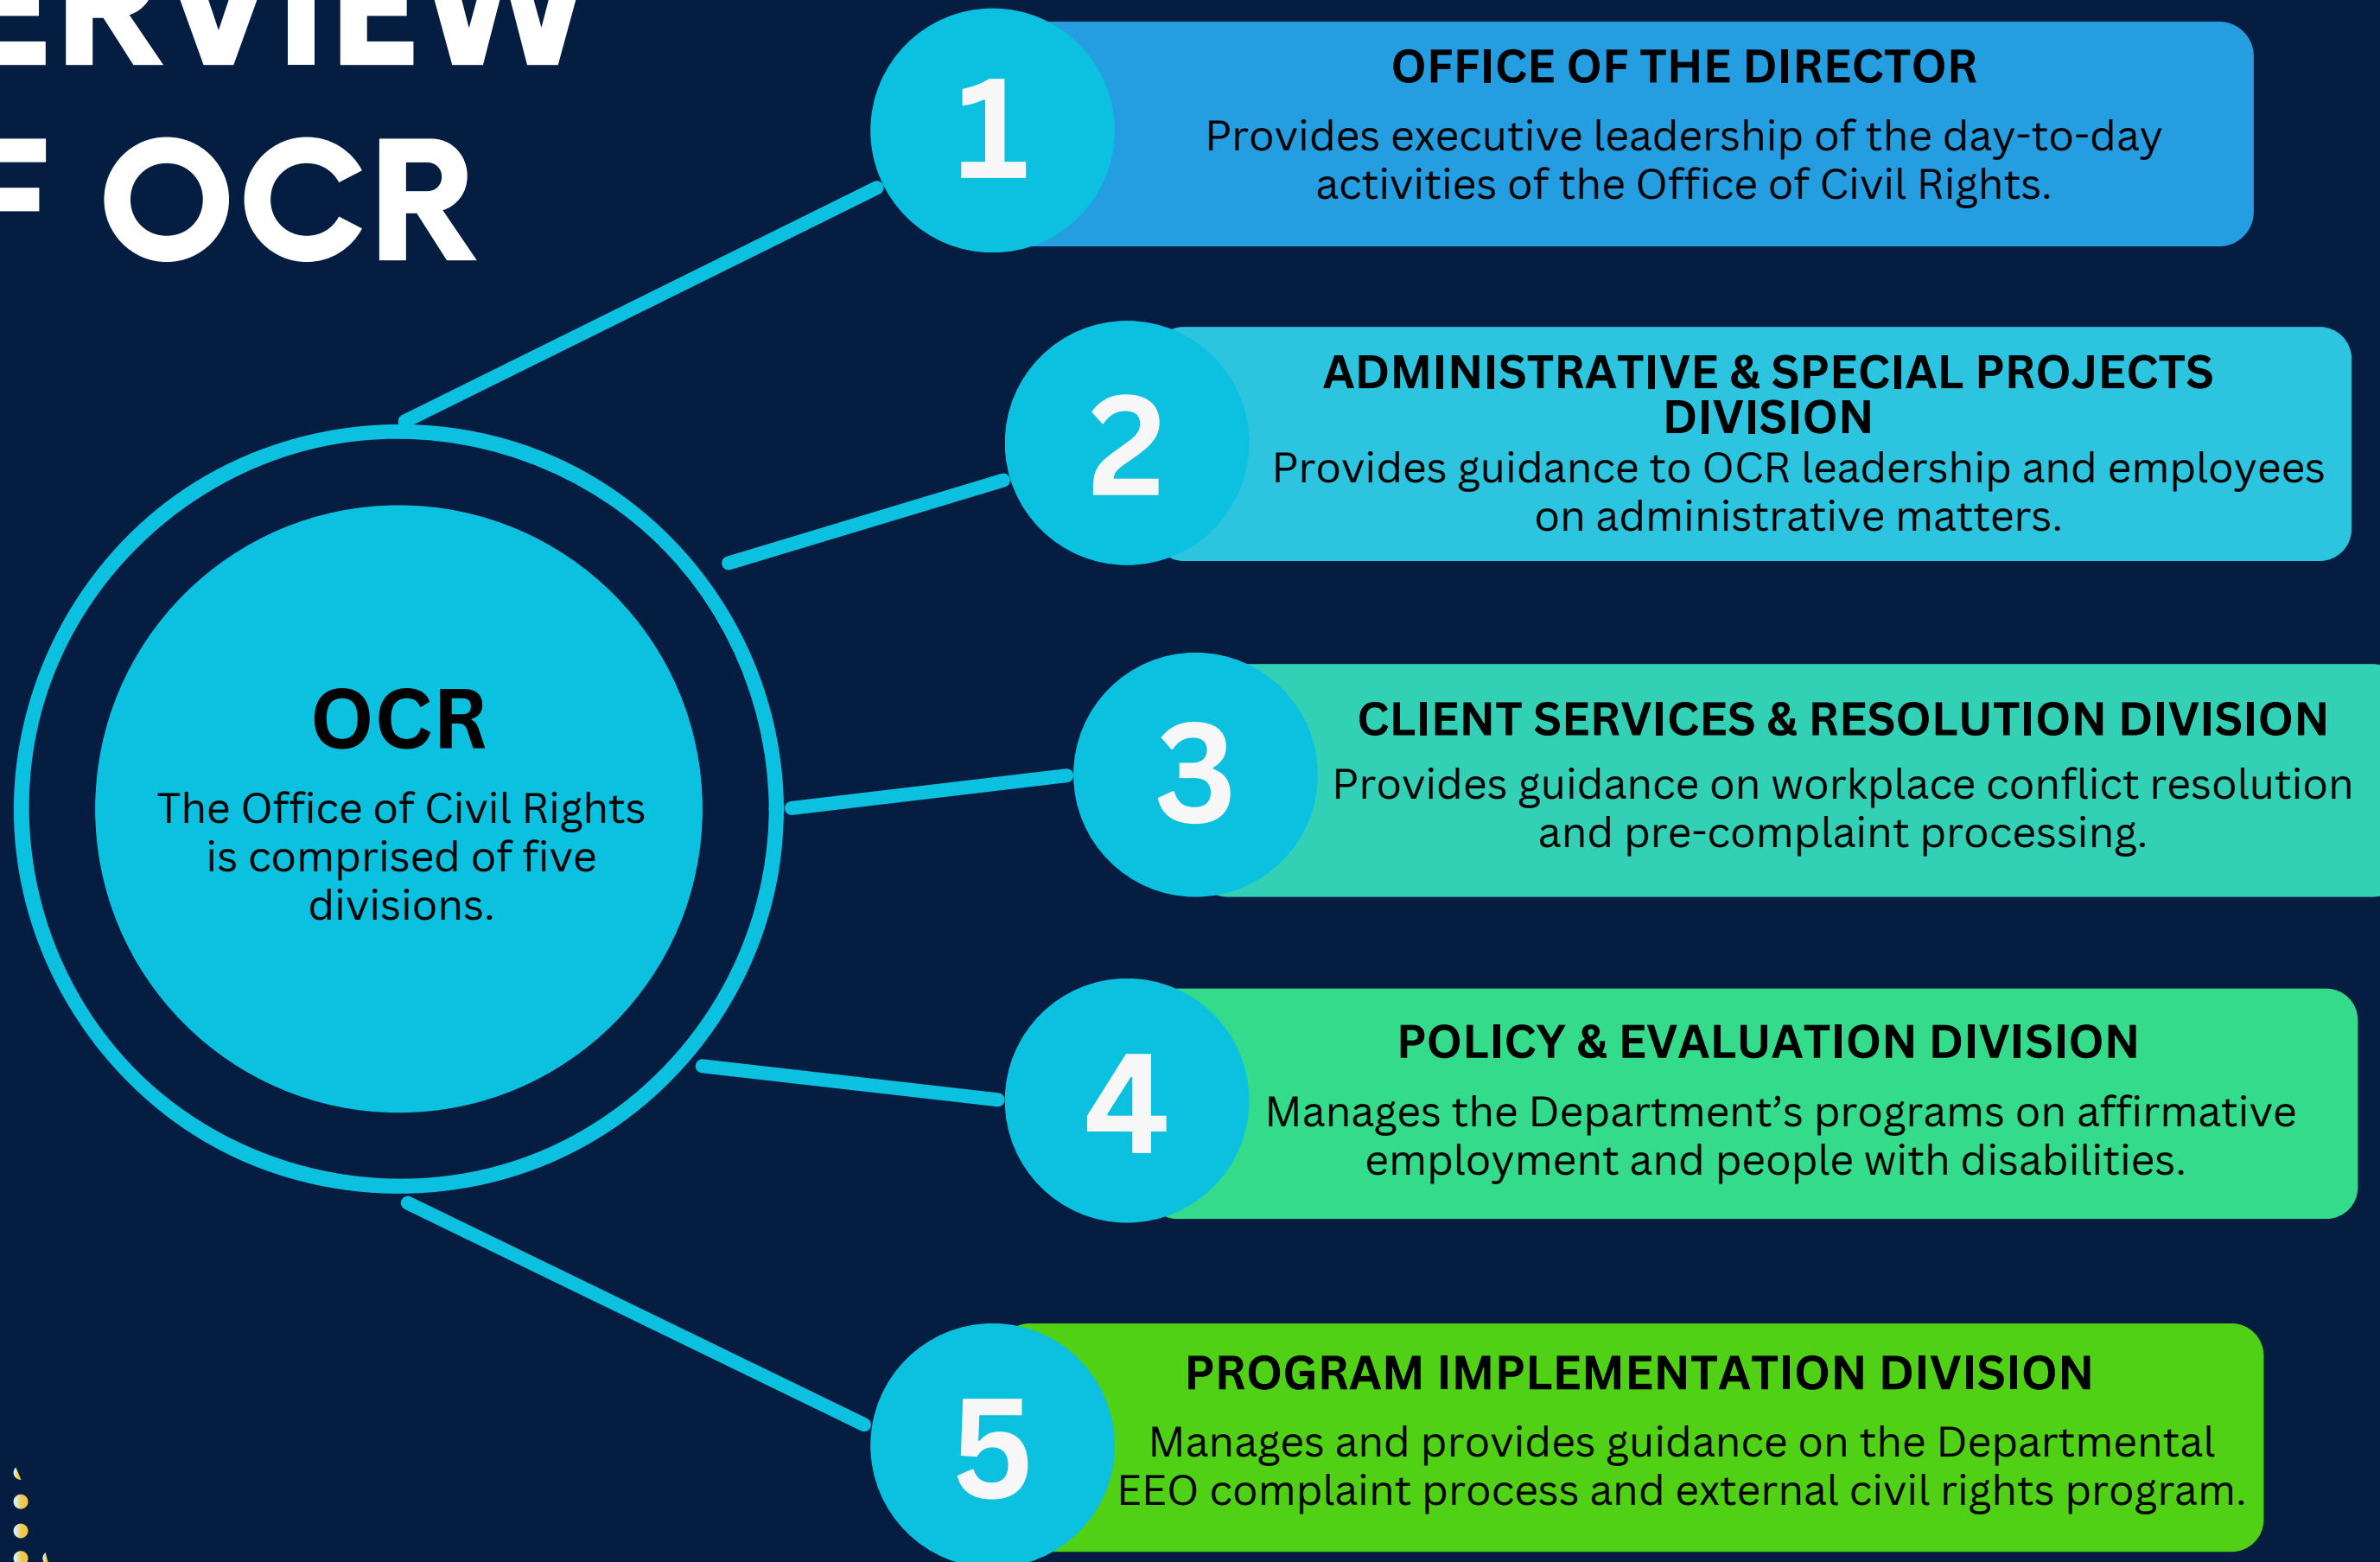 ERVIEW
F OCR
1
OFFICE OF THE DIRECTOR
Provides executive leadership of the day-to-day
activities of the Office of Civil Rights.
2
ADMINISTRATIVE & SPECIAL PROJECTS
DIVISION
Provides guidance to OCR leadership and employees
on administrative matters.
OCR
The Office of Civil Rights
is comprised of five
divisions.
3
CLIENT SERVICES & RESOLUTION DIVISION
Provides guidance on workplace conflict resolution
and pre-complaint processing.
4
POLICY & EVALUATION DIVISION
Manages the Department’s programs on affirmative
employment and people with disabilities.
5
PROGRAM IMPLEMENTATION DIVISION
Manages and provides guidance on the Departmental
EEO complaint process and external civil rights program.